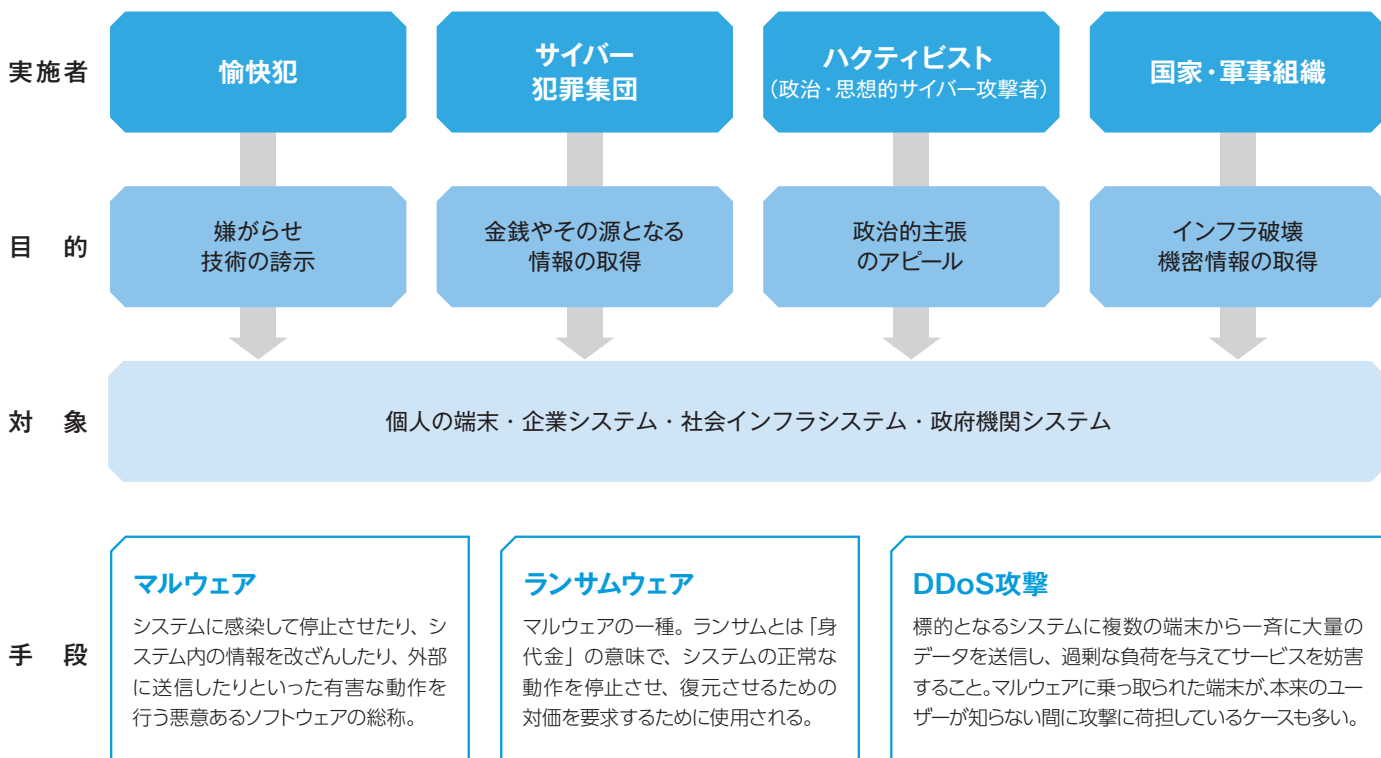 実施者
愉快犯
サイバー
犯罪集団
ハクティビスト
（政治・思想的サイバー攻撃者）
国家・軍事組織
目 的
嫌がらせ
技術の誇示
金銭やその源となる
情報の取得
政治的主張
のアピール
インフラ破壊
機密情報の取得
対 象
個人の端末・企業システム・社会インフラシステム・政府機関システム
手 段
マルウェア
システムに感染して停止させたり、シ
ステム内の情報を改ざんしたり、外部
に送信したりといった有害な動作を
行う悪意あるソフトウェアの総称。
ランサムウェア
マルウェアの一種。ランサムとは「身
代金」の意味で、システムの正常な
動作を停止させ、復元させるための
対価を要求するために使用される。
DDoS攻撃
標的となるシステムに複数の端末から一斉に大量の
データを送信し、過剰な負荷を与えてサービスを妨害
すること。マルウェアに乗っ取られた端末が、本来のユー
ザーが知らない間に攻撃に荷担しているケースも多い。